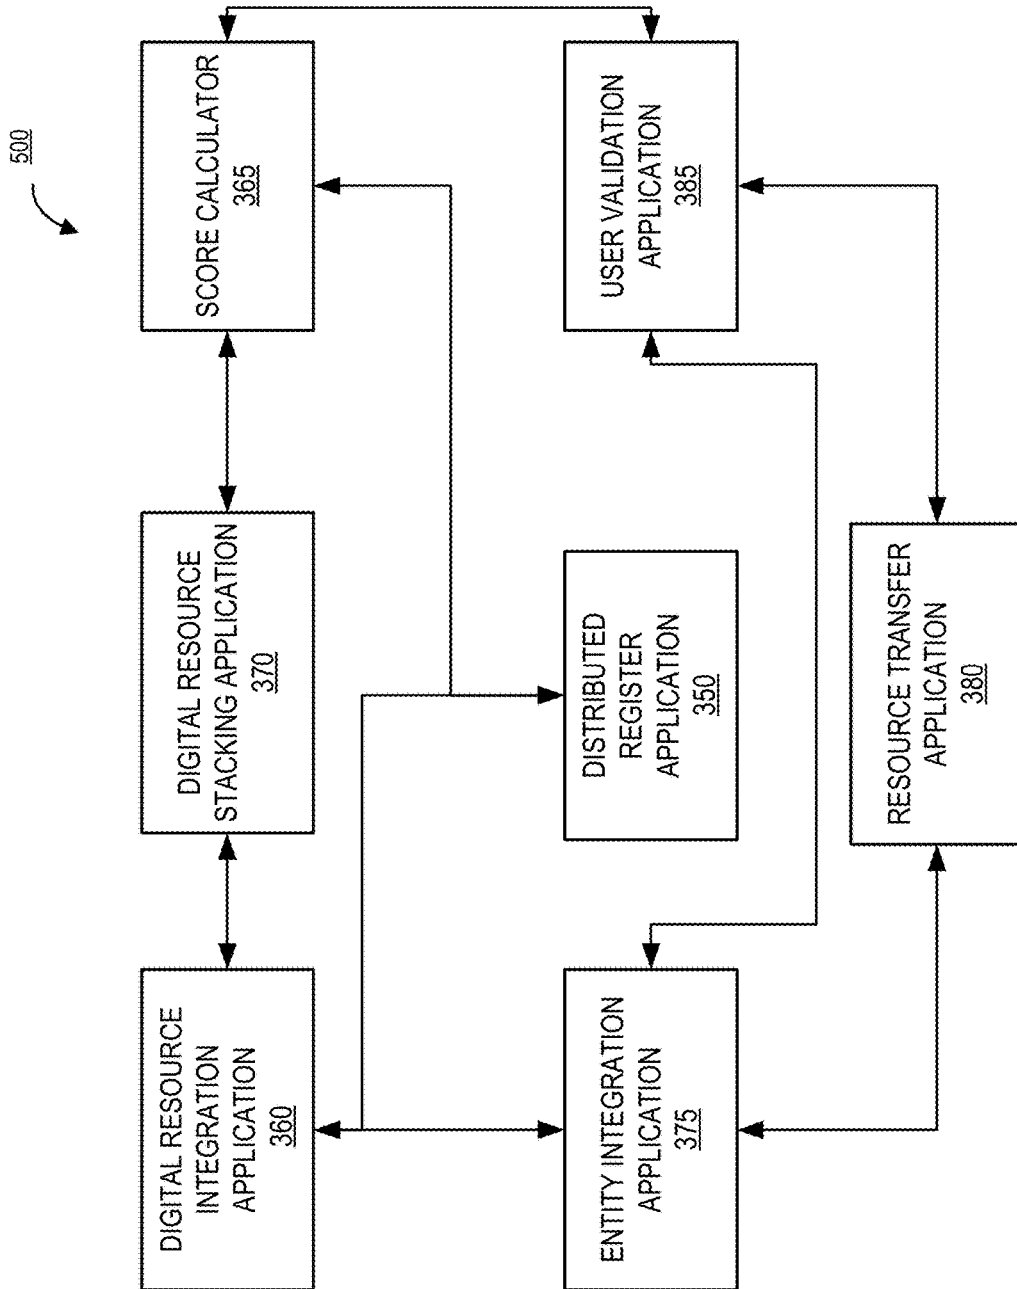 500
DIGITAL RESOURCE
INTEGRATION
APPLICATION
360
DIGITAL RESOURCE
STACKING APPLICATION
370
SCORE CALCULATOR
365
ENTITY INTEGRATION
APPLICATION
375
DISTRIBUTED
REGISTER
APPLICATION
350
USER VALIDATION
APPLICATION
385
RESOURCE TRANSFER
APPLICATION
380